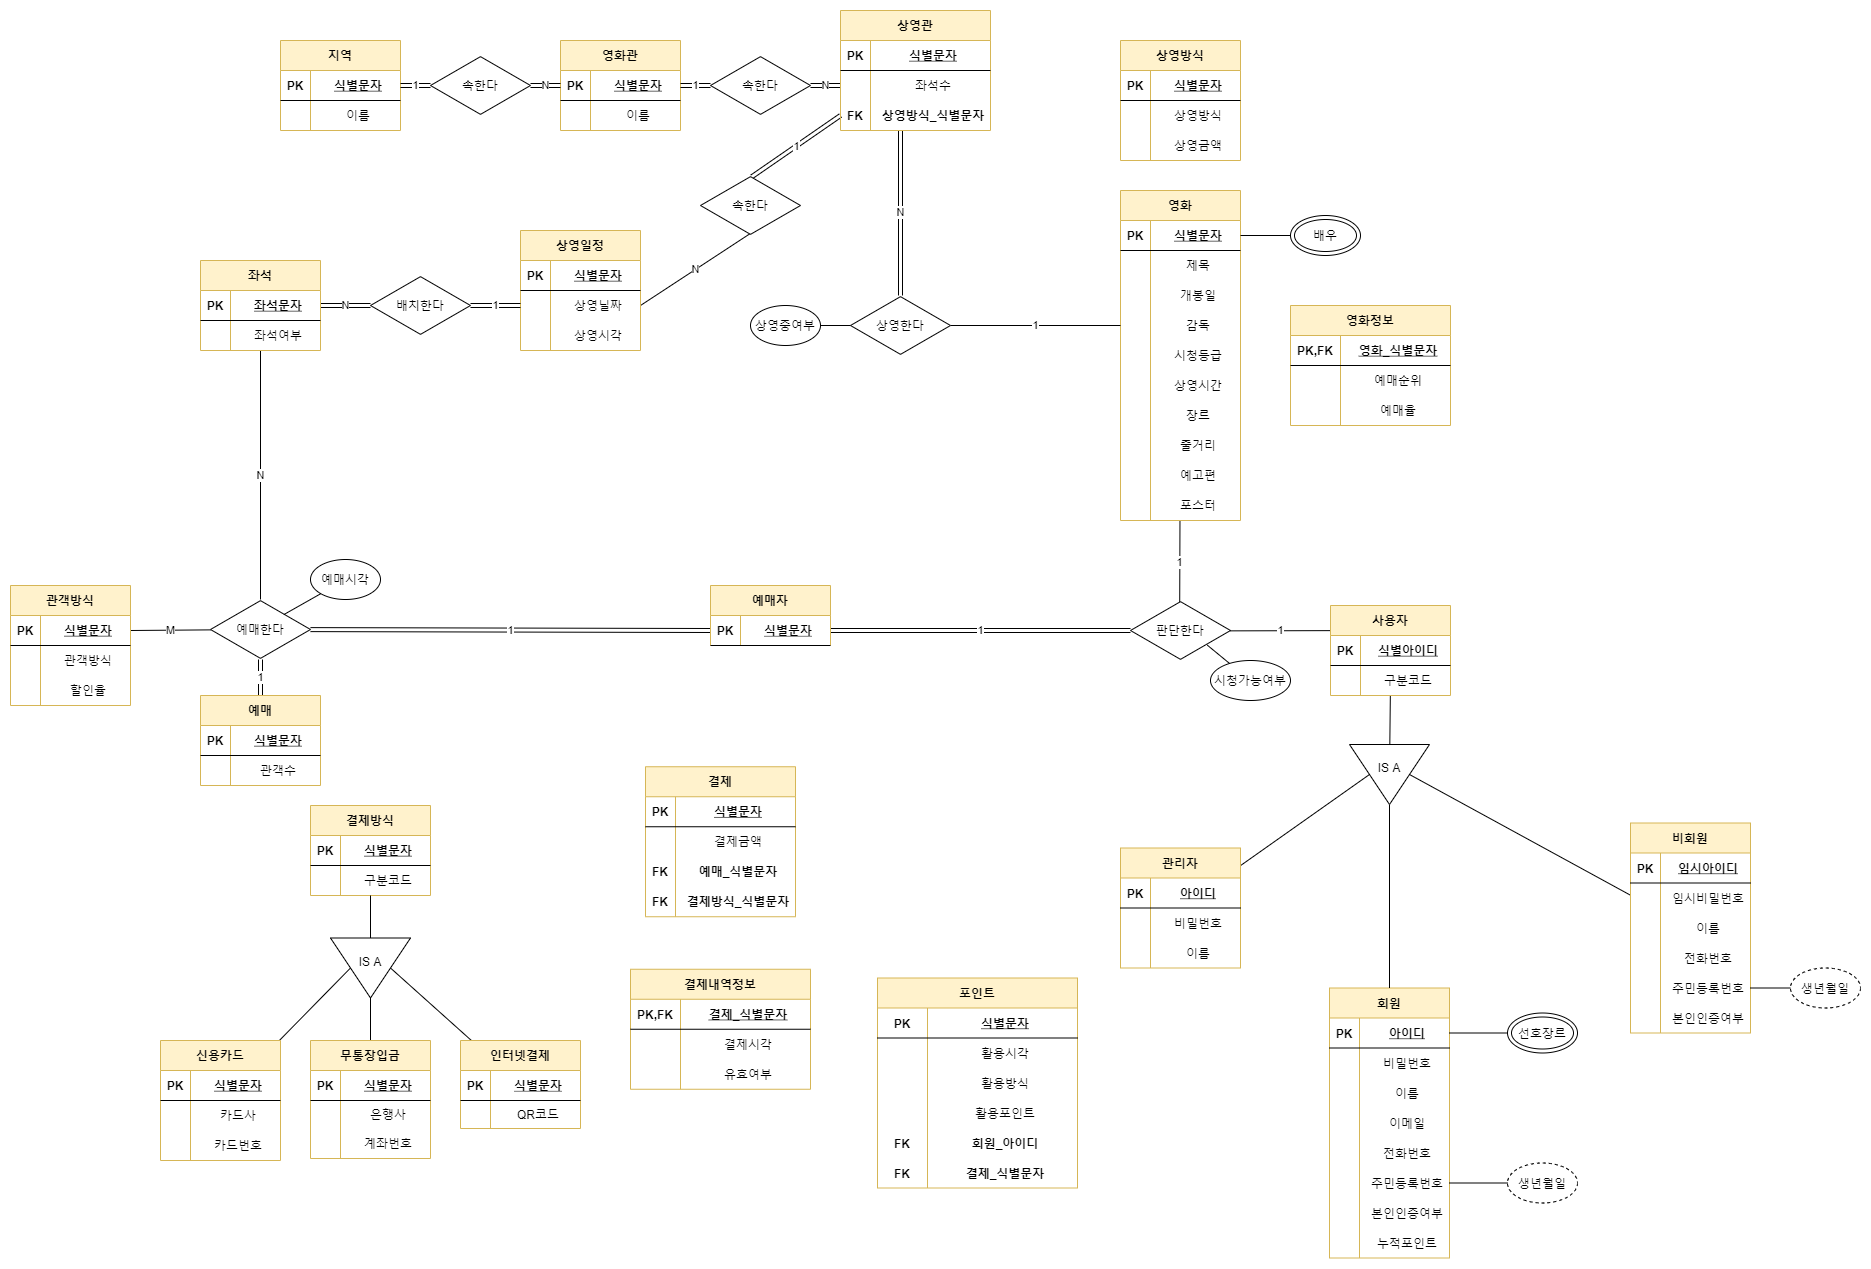 지역
PK 식별문자
이름
1
속한다
N
영화관
PK 식별문자
이름
1
속한다
N
상영관
PK 식별문자
좌석수
FK 상영방식_식별문자
상영방식
PK 식별문자
상영방식
상영금액
1
속한다
N
N
상영한다
상영중여부
1
영화
PK 식별문자
제목
개봉일
감독
시청등급
상영시간
장르
줄거리
예고편
포스터
배우
영화정보
PK,FK 영화_식별문자
예매순위
예매율
상영일정
PK 식별문자
상영닐짜
상영시각
1
배치한다
N
좌석
PK 좌석문자
좌석여부
N
관객방식
PK 식별문자
관객방식
할인율
M
예매한다
예매시각
1
예매자
PK 식별문자
1
판단한다
1
시청가능여부
1
사용자
PK 식별아이디
구분코드
1
예매
PK 식별문자
관객수
결제방식
PK 식별문자
구분코드
IS A
신용카드
PK 식별문자
카드사
카드번호
무통장입금
PK 식별문자
은행사
계좌번호
인터넷결제
PK 식별문자
QR코드
결제
PK 식별문자
결제금액
FK 예매_식별문자
FK 결제방식_식별문자
결제내역정보
PK,FK 결제_식별문자
결제시각
유효여부
포인트
PK 식별문자
활용시각
활용방식
활용포인트
FK 회원_아이디
FK 결제_식별문자
IS A
관리자
PK 아이디
비밀번호
이름
회원
PK 아이디
비밀번호
이름
이메일
전화번호
주민등록번호
본인인증여부
누적포인트
선호장르
생년월일
비회원
PK 임시아이디
임시비밀번호
이름
전화번호
주민등록번호
본인인증여부
생년월일